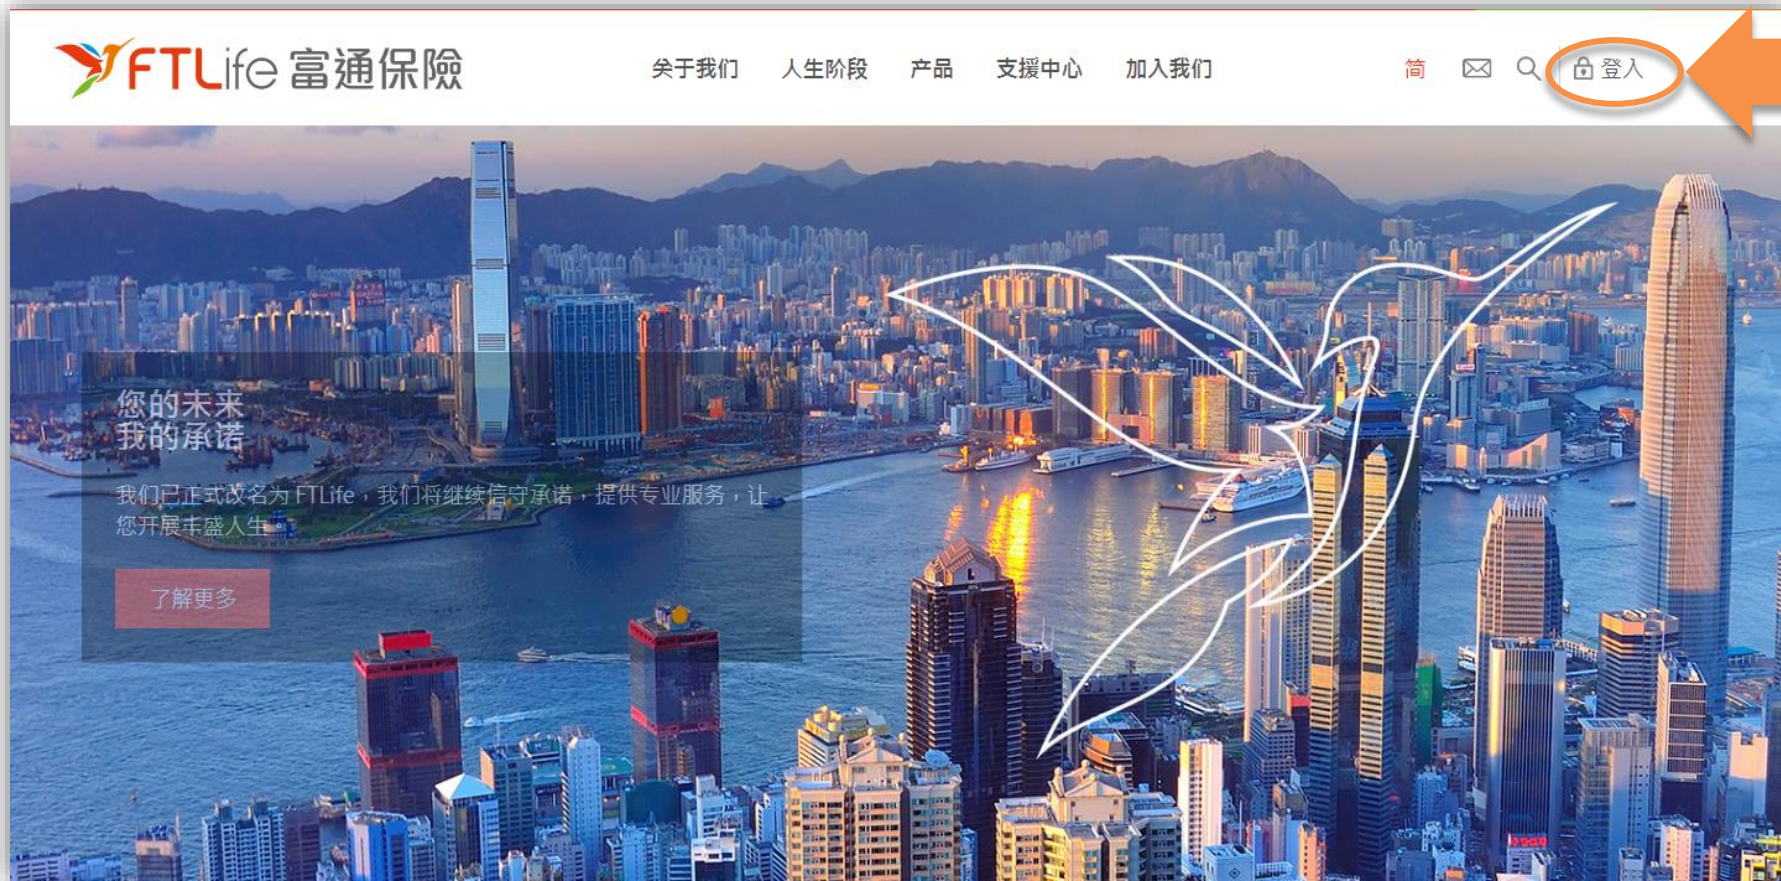 FTLife 富通保險
关于我们 人生阶段 产品 支援中心 加入我们 简 登入
您的未来
我的承诺
我们已正式改名为 FTLife，我们将继续信守承诺，提供专业服务，让
您开展丰盛人生。
了解更多